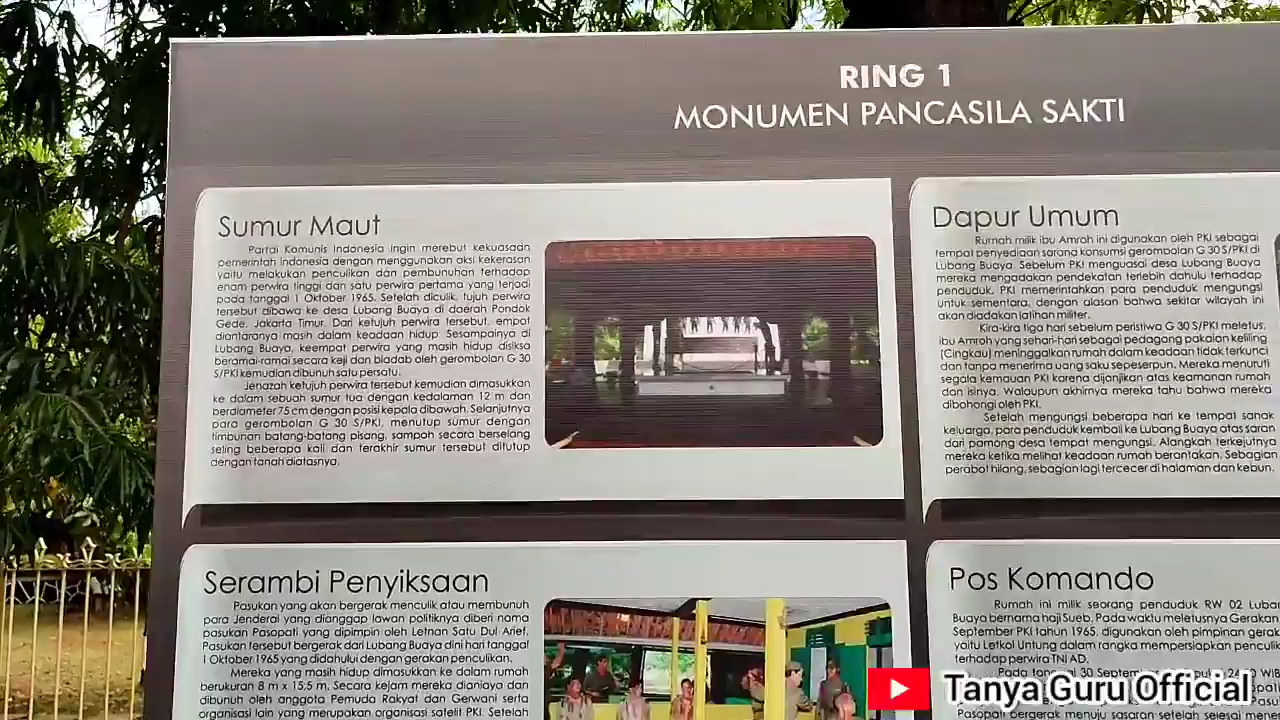 RING 1
MONUMEN PANCASILA SAKTI
Sumur Maut
Partai Komunis Indonesia ingin merebut kekuasaan
pemerintah Indonesia dengan menggunakan aksi kekerasan
yaitu melakukan penculikan dan pembunuhan terhadap
enam perwira tinggi dan satu perwira pertama yang terjadi
pada tanggal 1 Oktober 1965. Setelah diculik, tujuh perwira
tersebut dibawa ke desa Lubang Buaya di daerah Pondok
Gede, Jakarta Timur. Dari ketujuh perwira tersebut, empat
diantaranya masih dalam keadaan hidup. Sesampainya di
Lubang Buaya, keempat perwira yang masih hidup disiksa
beramai-ramai secara keji dan biadab oleh gerombolan G 30
S/PKI kemudian dibunuh satu persatu.
Jenazah ketujuh perwira tersebut kemudian dimasukkan
ke dalam sebuah sumur tua dengan kedalaman 12 m dan
berdiameter 75 cm dengan posisi kepala dibawah. Selanjutnya
para gerombolan G 30 S/PKI, menutup sumur dengan
timbunan batang-batang pisang, sampah secara berselang
seling beberapa kali dan terakhir sumur tersebut ditutup
dengan tanah diatasnya.
Dapur Umum
Rumah milik ibu Amroh ini digunakan oleh PKI sebagai
tempat penyediaan sarana konsumsi gerombolan G 30 S/PKI di
Lubang Buaya. Sebelum PKI menguasai desa Lubang Buaya
mereka mengadakan pendekatan terlebih dahulu terhadap
penduduk. PKI memerintahkan para penduduk mengungsi
untuk sementara, dengan alasan bahwa sekitar wilayah ini
akan diadakan latihan militer.
Kira-kira tiga hari sebelum peristiwa G 30 S/PKI meletus,
ibu Amroh yang sehari-hari sebagai pedagang pakaian keliling
(Cingkau) meninggalkan rumah dalam keadaan tidak terkunci
dan tanpa menerima uang saku sepeserpun. Mereka menuruti
segala kemauan PKI karena dijanjikan atas keamanan rumah
dan isinya. Walaupun akhirnya mereka tahu bahwa mereka
dibohongi oleh PKI.
Setelah mengungsi beberapa hari ke tempat sanak
keluarga, para penduduk kembali ke Lubang Buaya atas saran
dari pamong desa tempat mengungsi. Alangkah terkejutnya
mereka ketika melihat keadaan rumah berantakan. Sebagian
perabot hilang, sebagian lagi tercecer di halaman dan kebun.
Serambi Penyiksaan
Pasukan yang akan bergerak menculik atau membunuh
para Jenderal yang dianggap lawan politiknya diberi nama
pasukan Pasopati yang dipimpin oleh Letnan Satu Dul Arief.
Pasukan tersebut bergerak dari Lubang Buaya dini hari tanggal
1 Oktober 1965 yang didahului dengan gerakan penculikan.
Mereka yang masih hidup dimasukkan ke dalam rumah
berukuran 8 m x 15,5 m. Secara kejam mereka dianiaya dan
dibunuh oleh anggota Pemuda Rakyat dan Gerwani serta
organisasi lain yang merupakan organisasi satelit PKI. Setelah
Pos Komando
Rumah ini milik seorang penduduk RW 02 Luba
Buaya bernama haji Sueb. Pada waktu meletusnya Gerakan
September PKI tahun 1965, digunakan oleh pimpinan gerak
yaitu Letkol Untung dalam rangka mempersiapkan penculik
terhadap perwira TNI AD.
Pada tanggal 30 Septem
Pasopati bergerak menuju sasaran setelah selesai
Tanya Guru Official